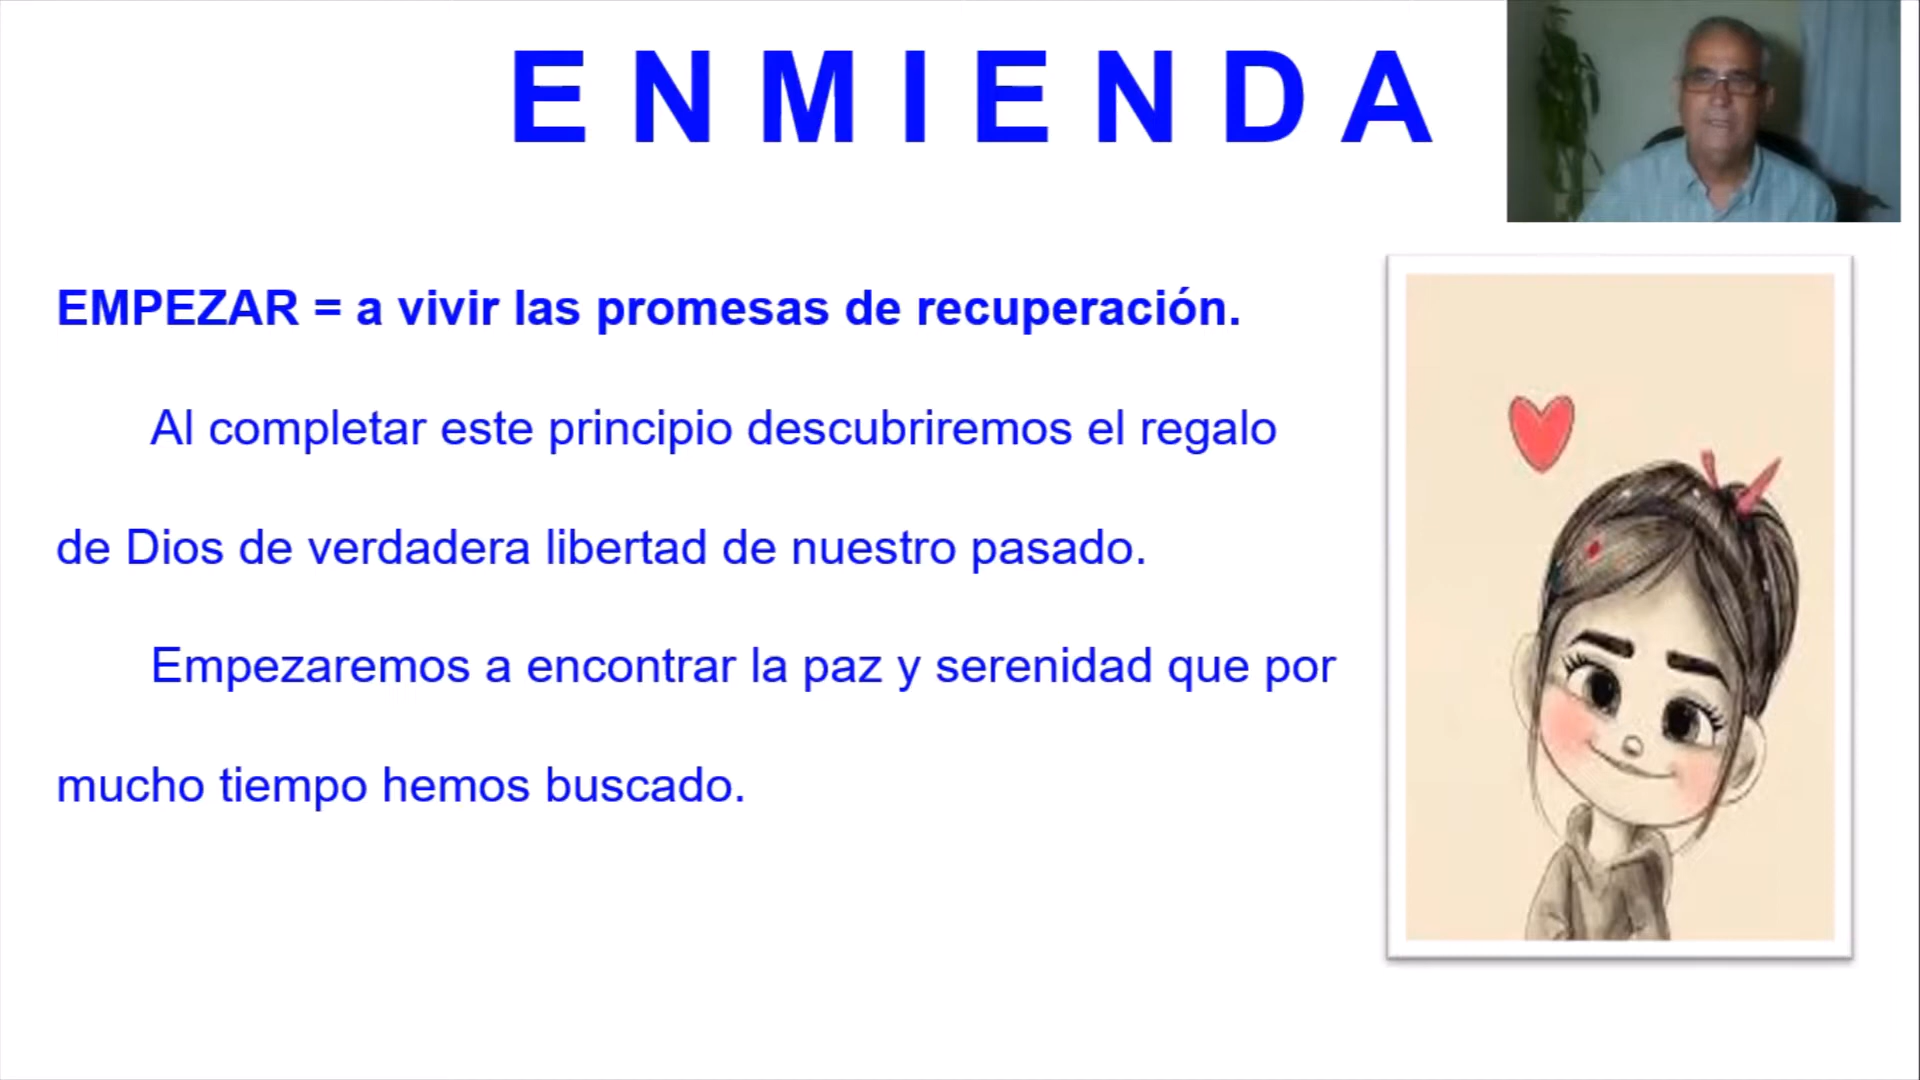 ENMIENDA
EMPEZAR = a vivir las promesas de recuperación.
Al completar este principio descubriremos el regalo
de Dios de verdadera libertad de nuestro pasado.
Empezaremos a encontrar la paz y serenidad que por
mucho tiempo hemos buscado.